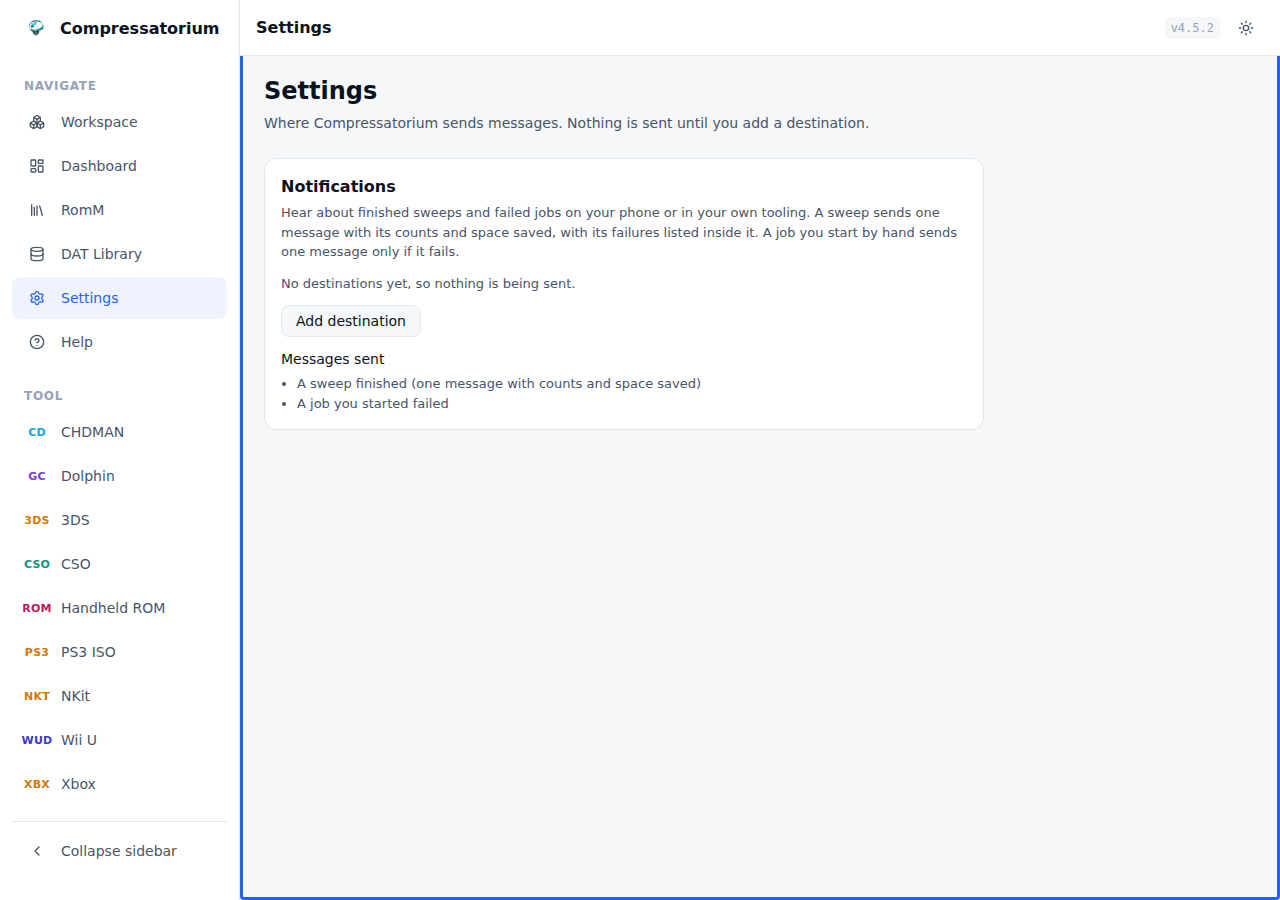 Compressatorium
Settings
v4.5.2
NAVIGATE
Workspace
Dashboard
RomM
DAT Library
Settings
Help
TOOL
CD CHDMAN
GC Dolphin
3DS 3DS
CSO CSO
ROM Handheld ROM
PS3 PS3 ISO
NKT NKit
WUD Wii U
XBX Xbox
Collapse sidebar
Settings
Where Compressatorium sends messages. Nothing is sent until you add a destination.
Notifications
Hear about finished sweeps and failed jobs on your phone or in your own tooling. A sweep sends one
message with its counts and space saved, with its failures listed inside it. A job you start by hand sends
one message only if it fails.
No destinations yet, so nothing is being sent.
Add destination
Messages sent
• A sweep finished (one message with counts and space saved)
• A job you started failed